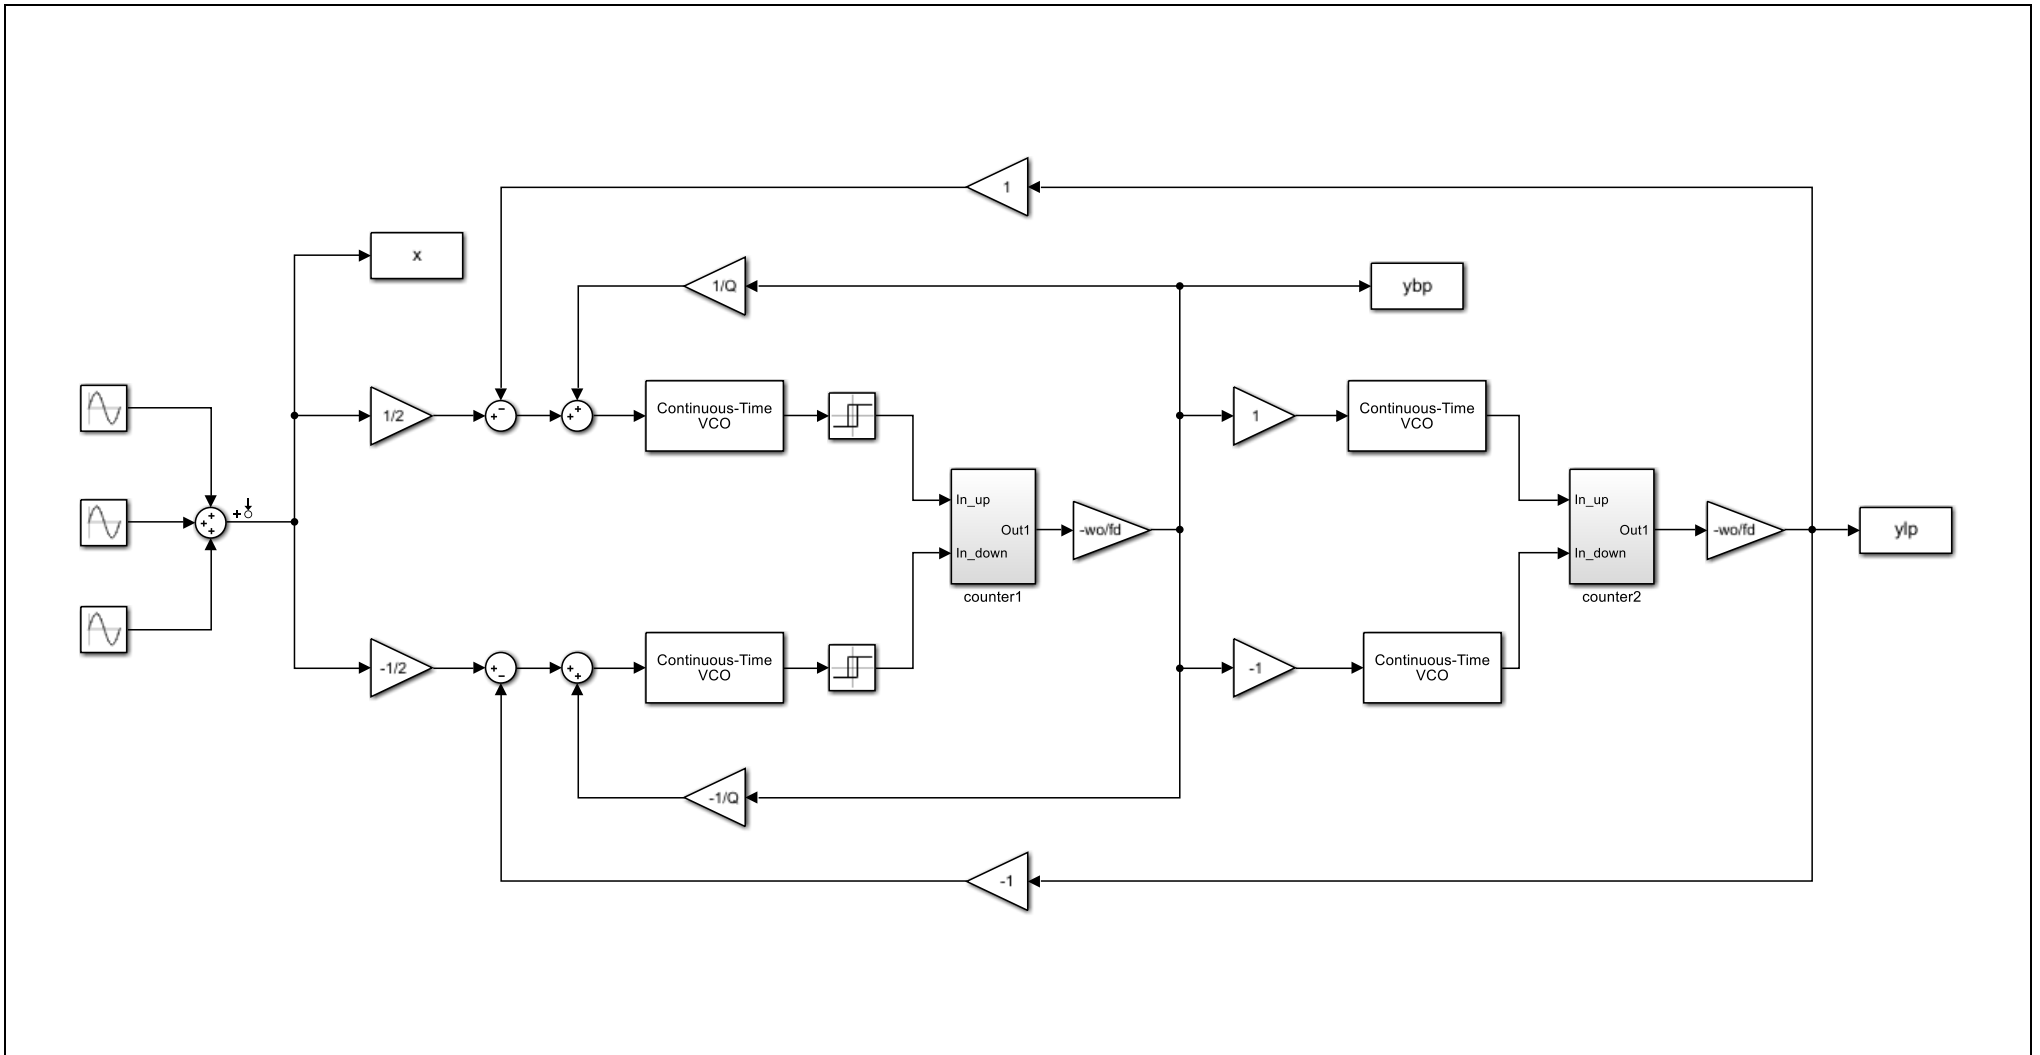 1
x
1/Q
ybp
1/2
Continuous-Time
VCO
1
Continuous-Time
VCO
In_up
Out1
In_down
counter1
-wo/fd
In_up
Out1
In_down
counter2
-wo/fd
ylp
-1/2
Continuous-Time
VCO
-1
Continuous-Time
VCO
-1/Q
-1